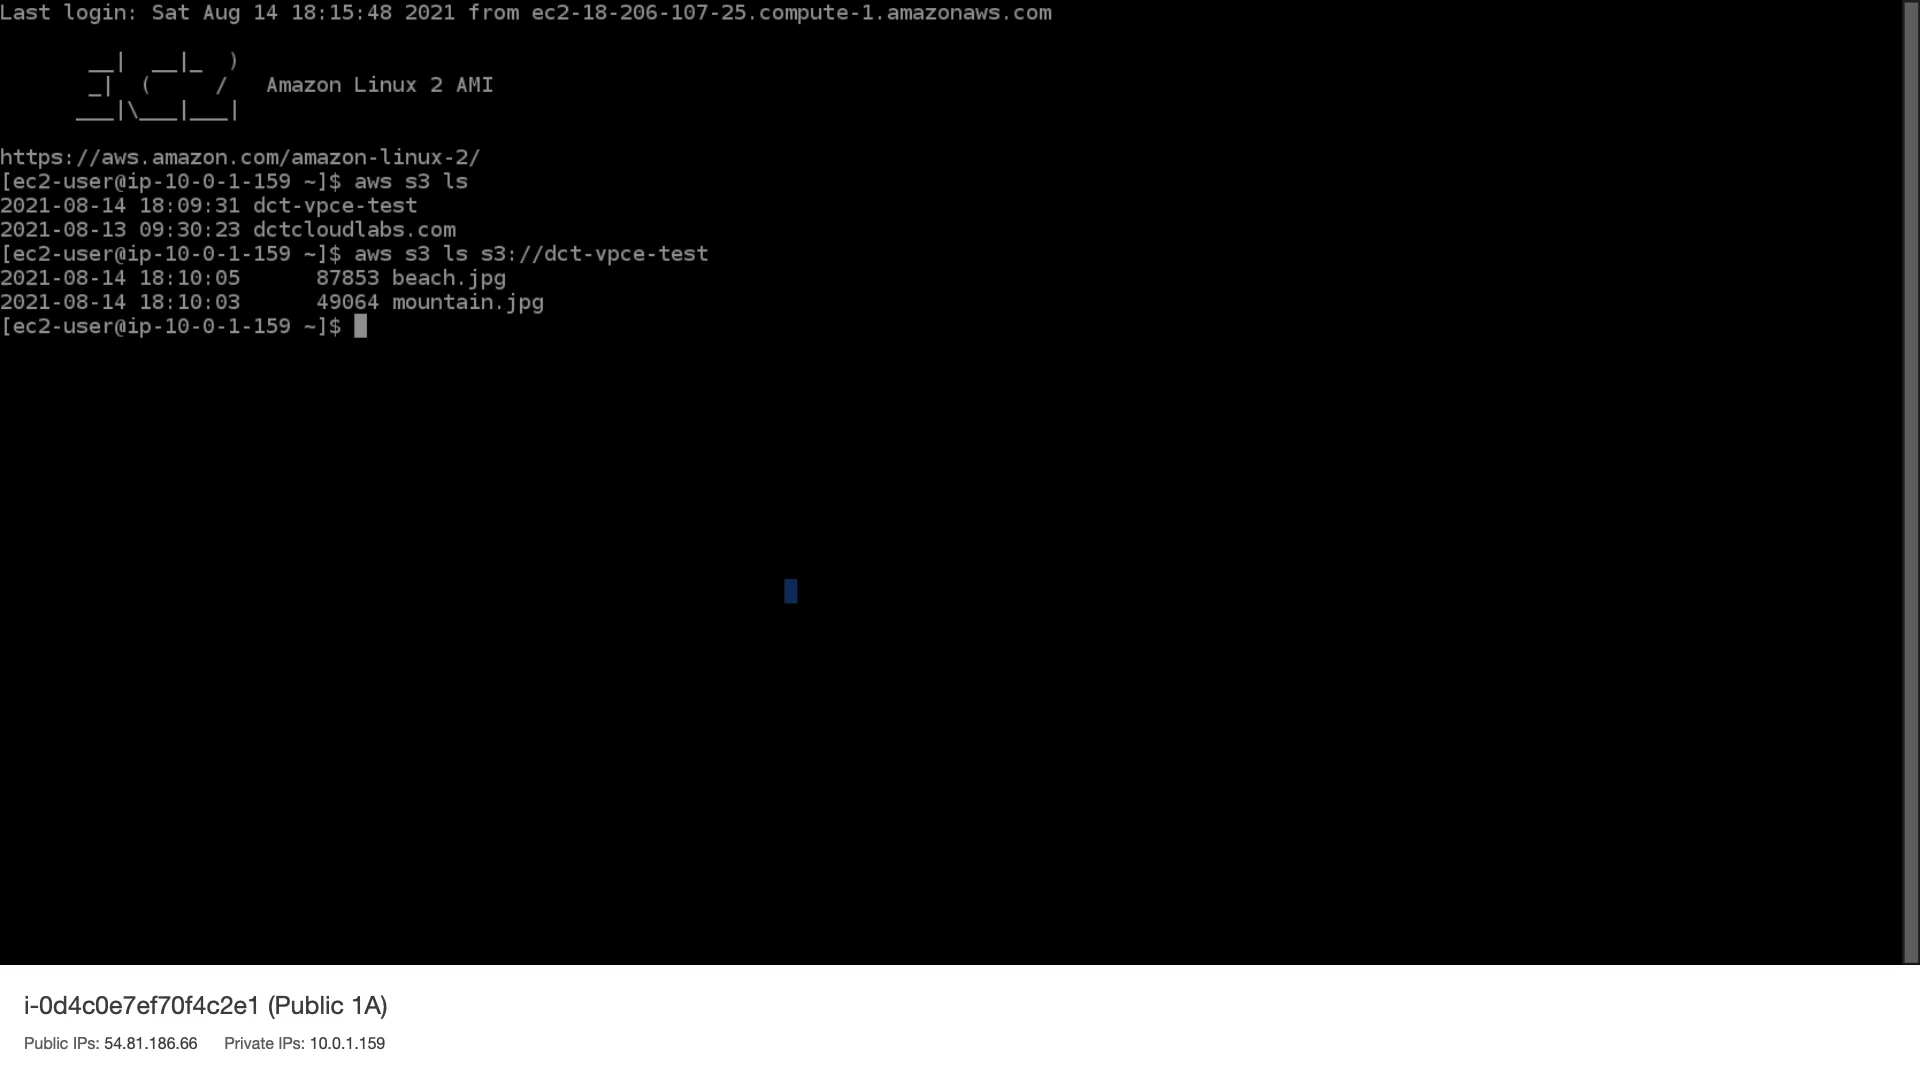 Last login: Sat Aug 14 18:15:48 2021 from ec2-18-206-107-25.compute-1.amazonaws.com
       __|  __|_  )
       _|  (     /   Amazon Linux 2 AMI
      ___|\___|___|
https://aws.amazon.com/amazon-linux-2/
[ec2-user@ip-10-0-1-159 ~]$ aws s3 ls
2021-08-14 18:09:31 dct-vpce-test
2021-08-13 09:30:23 dctcloudlabs.com
[ec2-user@ip-10-0-1-159 ~]$ aws s3 ls s3://dct-vpce-test
2021-08-14 18:10:05      87853 beach.jpg
2021-08-14 18:10:03      49064 mountain.jpg
[ec2-user@ip-10-0-1-159 ~]$
i-0d4c0e7ef70f4c2e1 (Public 1A)
Public IPs: 54.81.186.66    Private IPs: 10.0.1.159